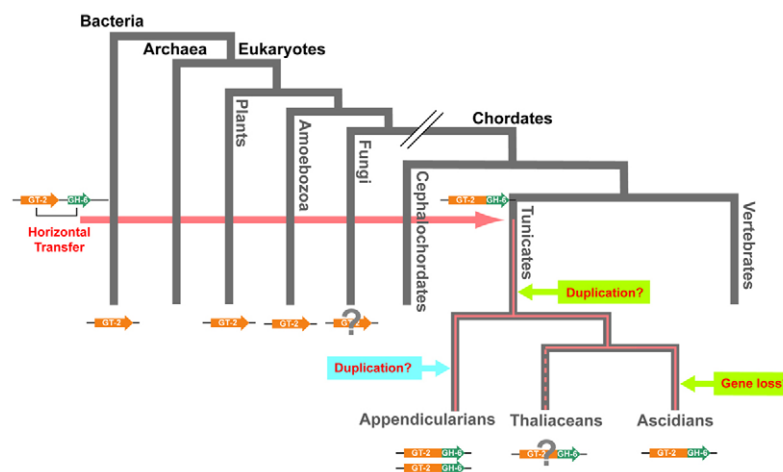 Bacteria
Archaea
Eukaryotes
Plants
Amoebozoa
Fungi
Chordates
Cephalochordates
Tunicates
Vertebrates
GT-2 GH-6
Horizontal
Transfer
GT-2 GH-6
GT-2
GT-2
GT-2
GT-2
?
Duplication?
Duplication?
Gene loss
Appendicularians
Thaliaceans
Ascidians
GT-2 GH-6
GT-2 GH-6
GT-2 GH-6
?
GT-2 GH-6